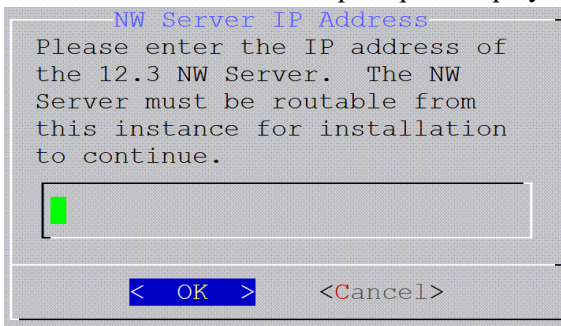 NW Server IP Address
Please enter the IP address of
the 12.3 NW Server.  The NW
Server must be routable from
this instance for installation
to continue.
<  OK  >    <Cancel>